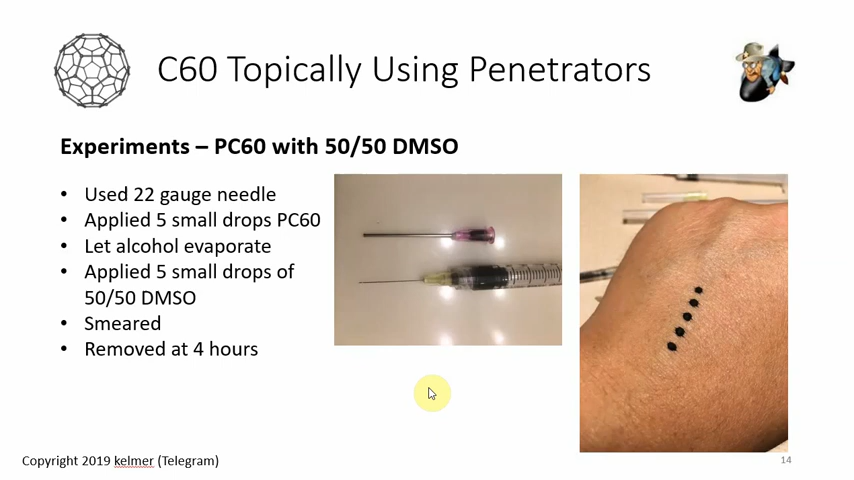 C60 Topically Using Penetrators
Experiments – PC60 with 50/50 DMSO
• Used 22 gauge needle
• Applied 5 small drops PC60
• Let alcohol evaporate
• Applied 5 small drops of
50/50 DMSO
• Smeared
• Removed at 4 hours
Copyright 2019 kelmer (Telegram)
14